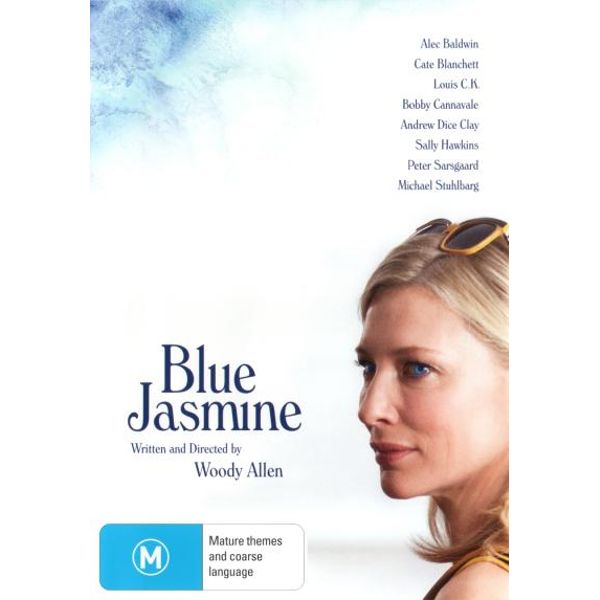 Alec Baldwin
Cate Blanchett
Louis C.K.
Bobby Cannavale
Andrew Dice Clay
Sally Hawkins
Peter Sarsgaard
Michael Stuhlbarg
Blue
Jasmine
Written and Directed by
Woody Allen
M
Mature themes
and coarse
language